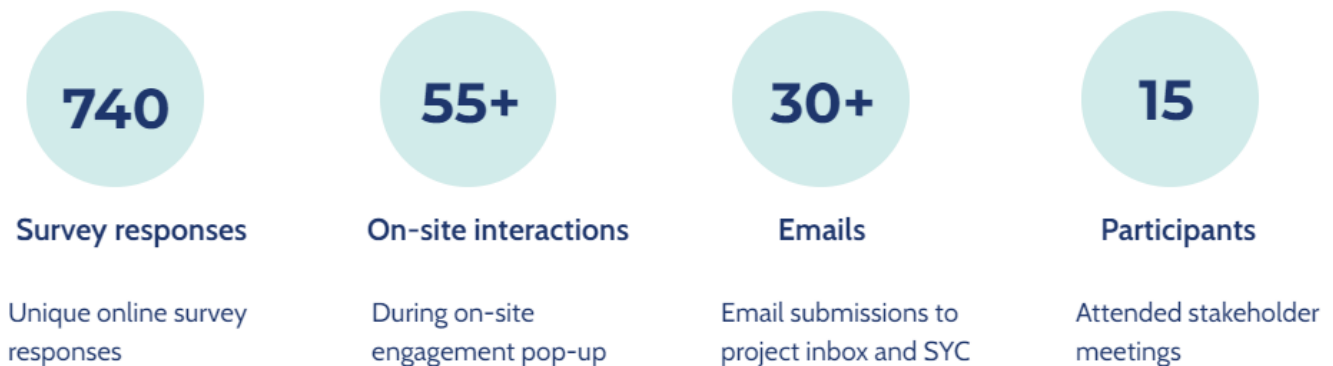 740
Survey responses
Unique online survey
responses
55+
On-site interactions
During on-site
engagement pop-up
30+
Emails
Email submissions to
project inbox and SYC
15
Participants
Attended stakeholder
meetings